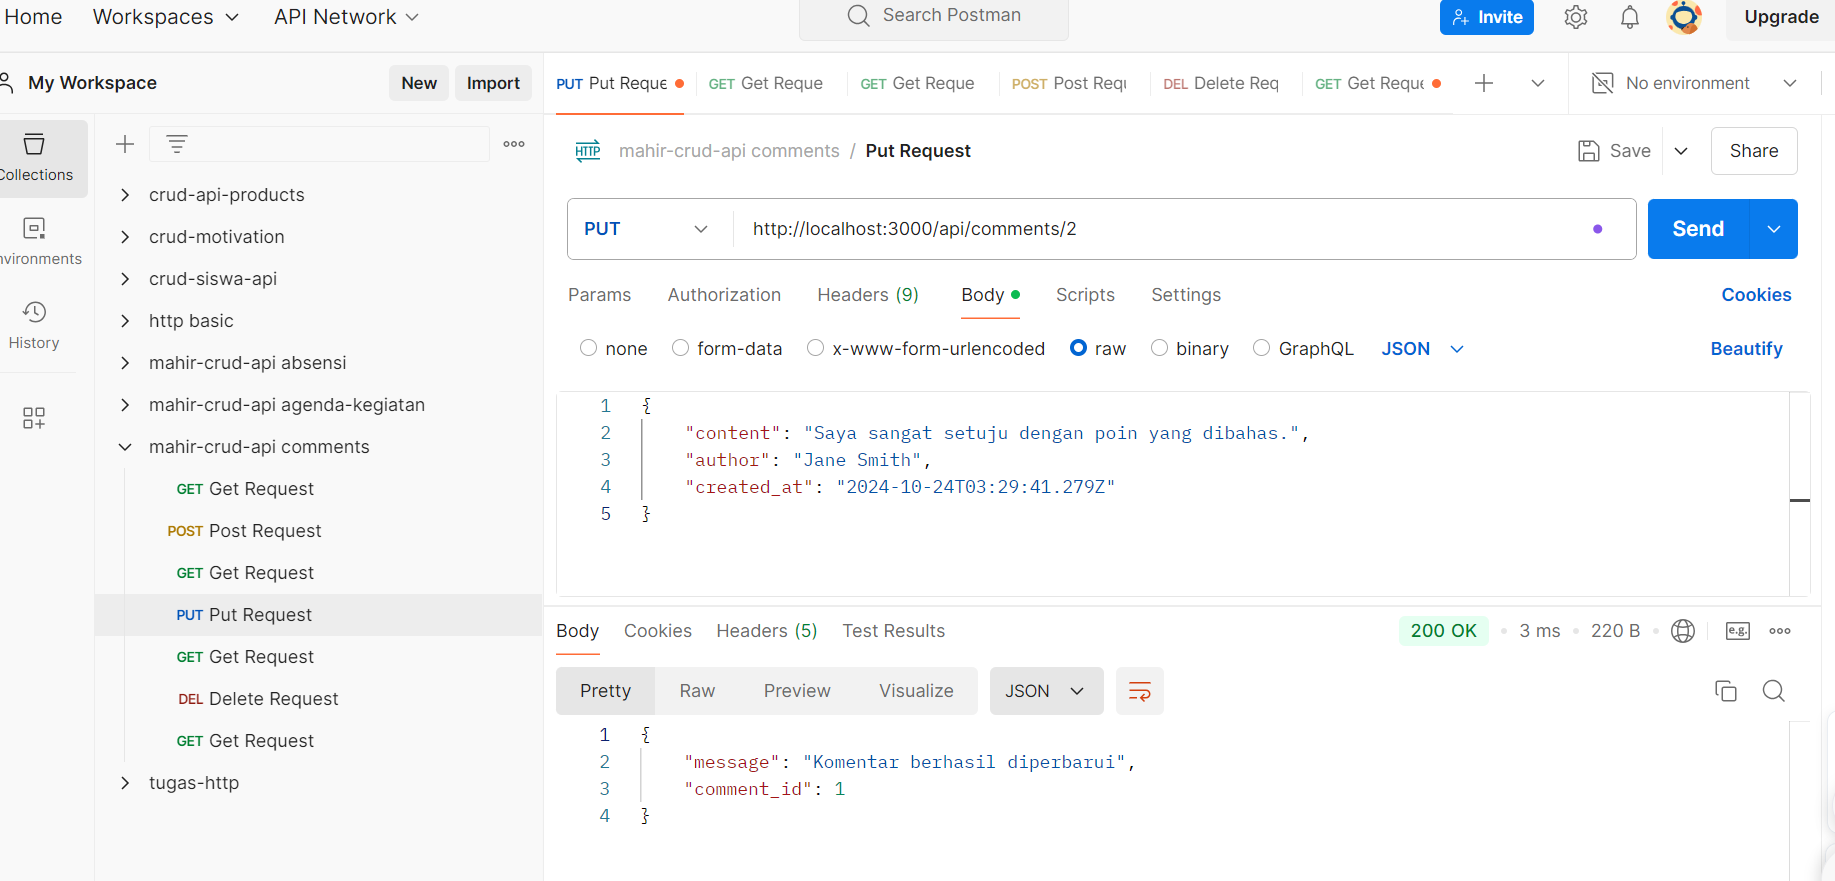 Home Workspaces API Network Search Postman Invite Upgrade
My Workspace New Import
PUT Put Reque GET Get Reque GET Get Reque POST Post Requ DEL Delete Req GET Get Reque No environment
Collections
nvironments
History
crud-api-products
crud-motivation
crud-siswa-api
http basic
mahir-crud-api absensi
mahir-crud-api agenda-kegiatan
mahir-crud-api comments
GET Get Request
POST Post Request
GET Get Request
PUT Put Request
GET Get Request
DEL Delete Request
GET Get Request
tugas-http
HTTP mahir-crud-api comments / Put Request Save Share
PUT http://localhost:3000/api/comments/2 Send
Params Authorization Headers (9) Body Scripts Settings Cookies
none form-data x-www-form-urlencoded raw binary GraphQL JSON Beautify
1 {
2 "content": "Saya sangat setuju dengan poin yang dibahas.",
3 "author": "Jane Smith",
4 "created_at": "2024-10-24T03:29:41.279Z"
5 }
Body Cookies Headers (5) Test Results 200 OK 3 ms 220 B e.g.
Pretty Raw Preview Visualize JSON
1 {
2 "message": "Komentar berhasil diperbarui",
3 "comment_id": 1
4 }